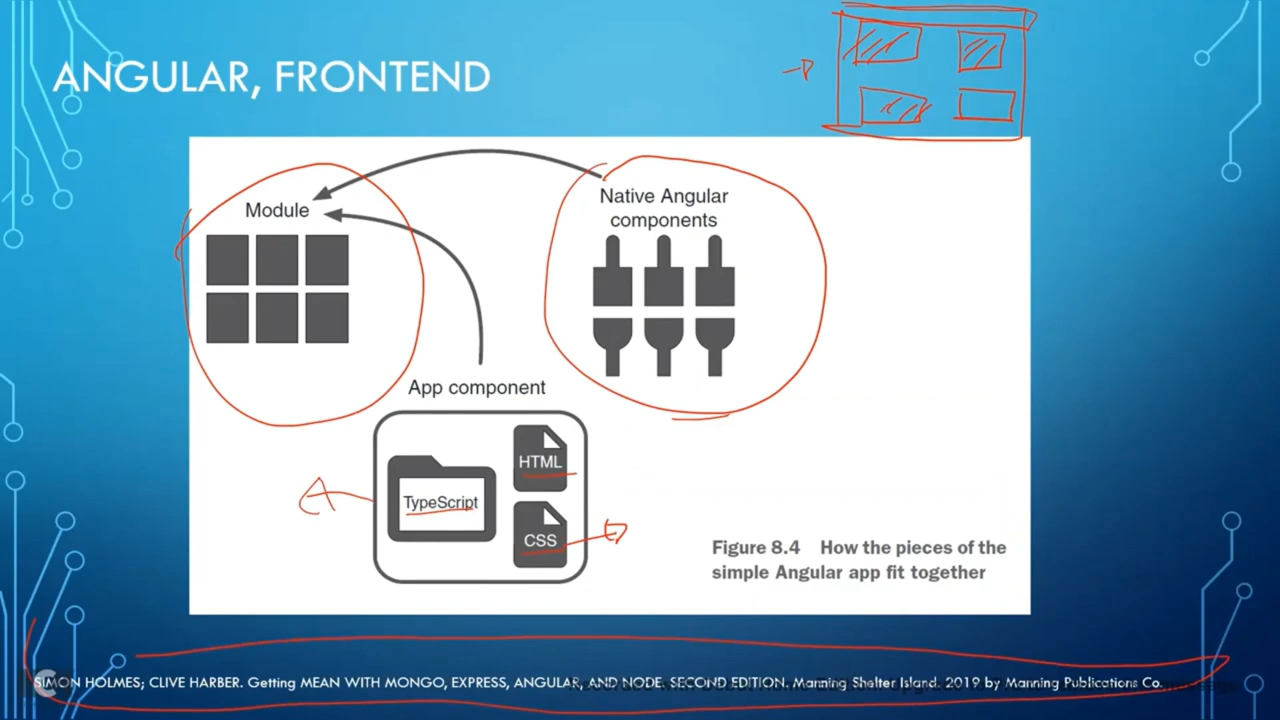 ANGULAR, FRONTEND
Module
Native Angular
components
App component
HTML
TypeScript
CSS
Figure 8.4 How the pieces of the
simple Angular app fit together
SIMON HOLMES; CLIVE HARBER. Getting MEAN WITH MONGO, EXPRESS, ANGULAR, AND NODE. SECOND EDITION. Manning Shelter Island. 2019 by Manning Publications Co.